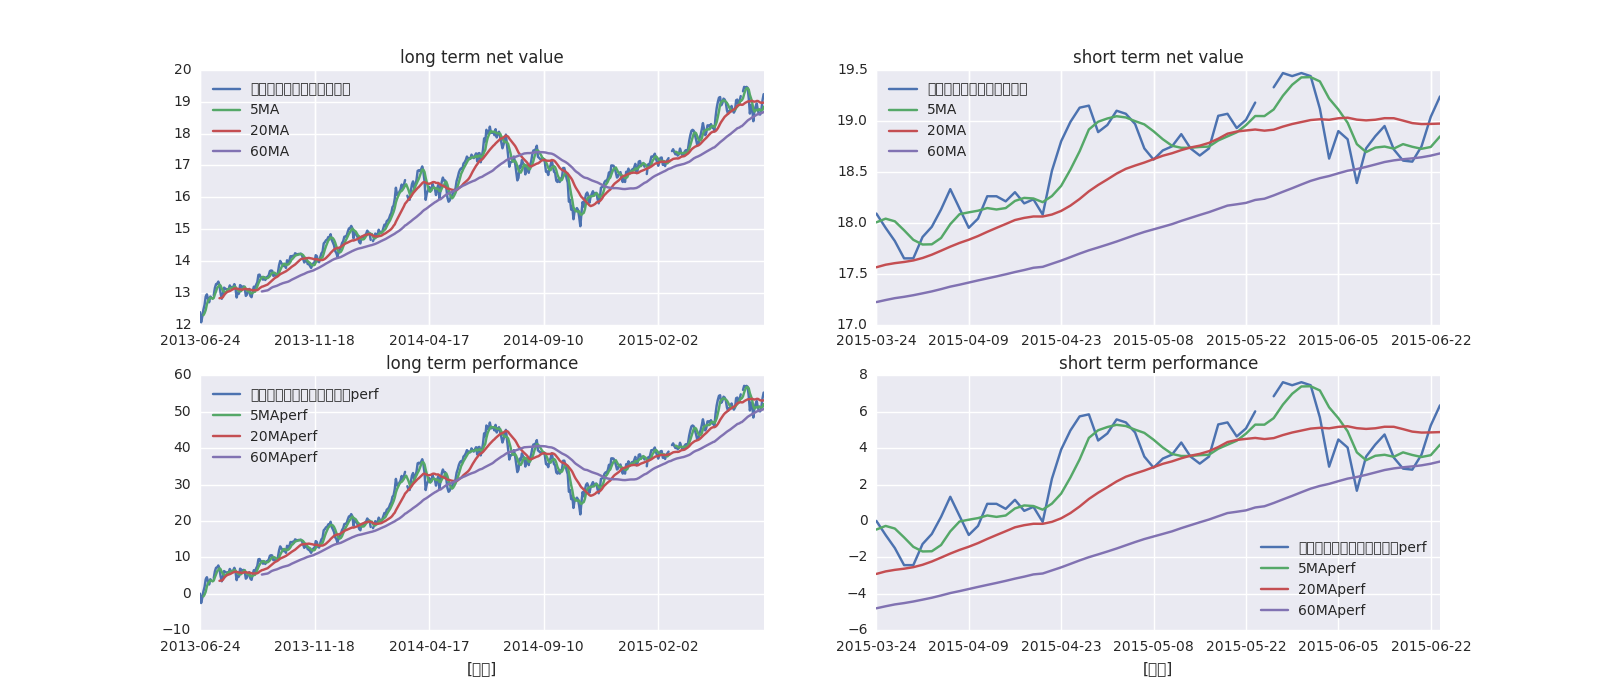 long term net value
20
19
18
17
16
15
14
13
12
5MA
20MA
60MA
2013-06-24 2013-11-18 2014-04-17 2014-09-10 2015-02-02
short term net value
19.5
19.0
18.5
18.0
17.5
17.0
5MA
20MA
60MA
2015-03-24 2015-04-09 2015-04-23 2015-05-08 2015-05-22 2015-06-05 2015-06-22
long term performance
60
50
40
30
20
10
0
−10
perf
5MAperf
20MAperf
60MAperf
2013-06-24 2013-11-18 2014-04-17 2014-09-10 2015-02-02
short term performance
8
6
4
2
0
−2
−4
−6
perf
5MAperf
20MAperf
60MAperf
2015-03-24 2015-04-09 2015-04-23 2015-05-08 2015-05-22 2015-06-05 2015-06-22